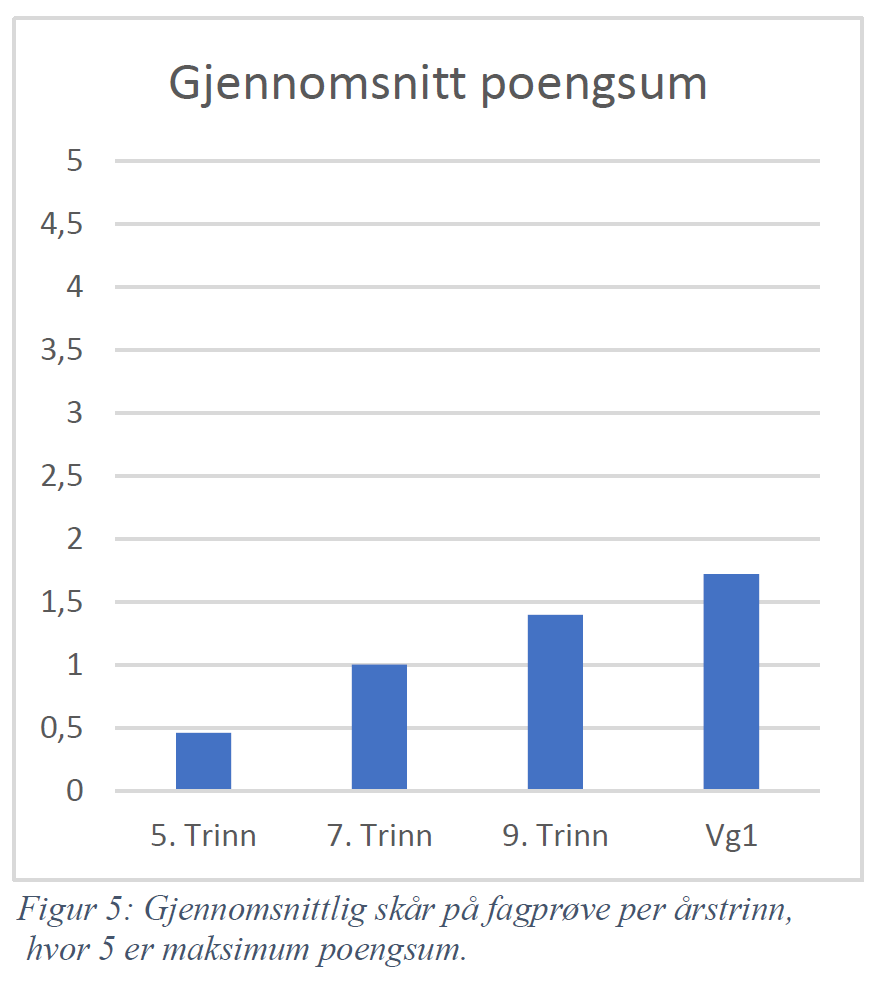 Gjennomsnitt poengsum
5
4,5
4
3,5
3
2,5
2
1,5
1
0,5
0
5. Trinn 7. Trinn 9. Trinn Vg1
Figur 5: Gjennomsnittlig skår på fagprøve per årstrinn,
hvor 5 er maksimum poengsum.